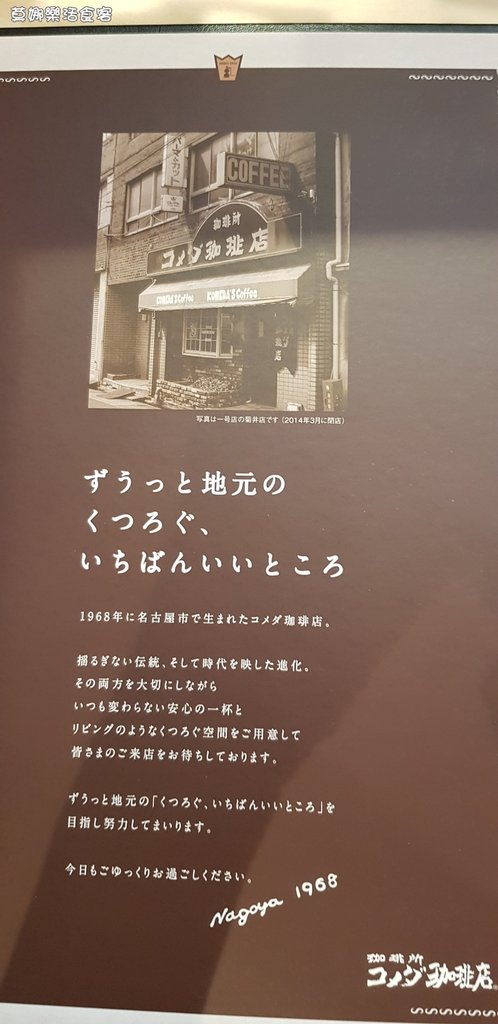 莫娜樂活食客
COFFEE
珈琲所
コメダ珈琲店
KOMEDA'S Coffee KOMEDA'S Coffee
写真は一号店の菊井店です（2014年3月に閉店）
ずうっと地元の
くつろぐ、
いちばんいいところ
1968年に名古屋市で生まれたコメダ珈琲店。
揺るぎない伝統、そして時代を映した進化。
その両方を大切にしながら
いつも変わらない安心の一杯と
リビングのようなくつろぐ空間をご用意して
皆さまのご来店をお待ちしております。
ずうっと地元の「くつろぐ、いちばんいいところ」を
目指し努力してまいります。
今日もごゆっくりお過ごしください。
Nagoya 1968
珈琲所
コメダ珈琲店